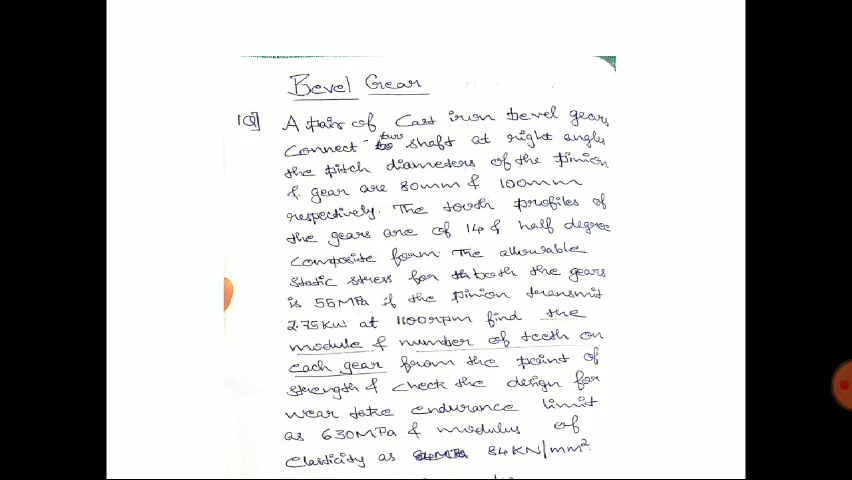 Bevel Gear
1Q] A pair of Cast iron bevel gears
Connect two shaft at right angles
the pitch diameters of the pinion
& gear are 80mm & 100mm
respectively. The tooth profiles of
the gears are of 14 & half degree
composite form The allowable
static stress for both the gears
is 55MPa if the pinion transmit
2.75KW at 1100rpm find the
module & number of teeth on
each gear from the point of
strength & check the design for
wear take endurance limit
as 630MPa & modulus of
elasticity as 84KN/mm²